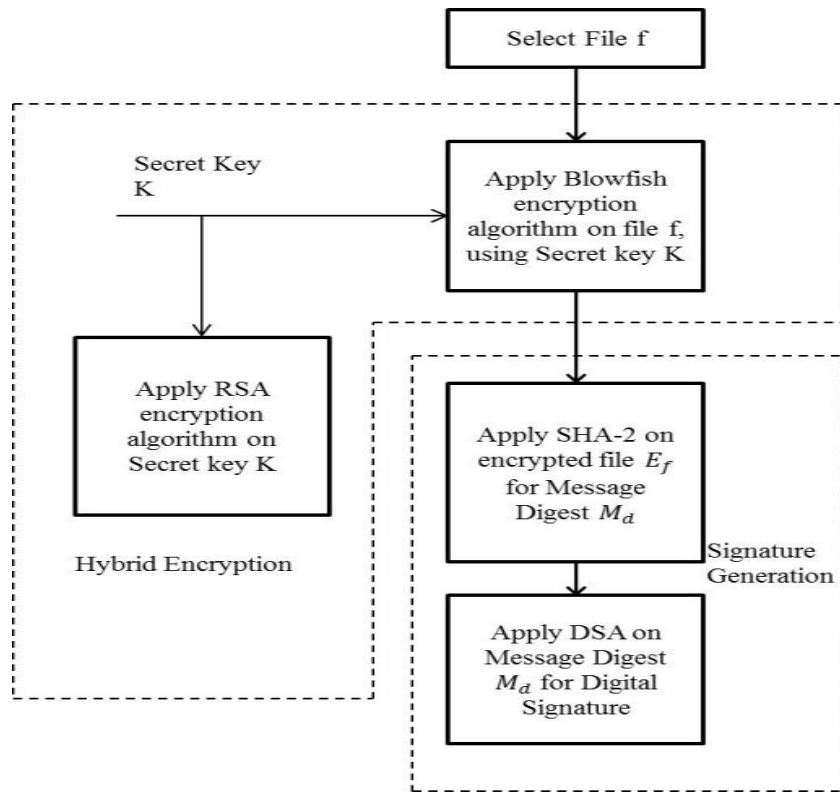 Select File f
Secret Key
K
Apply Blowfish
encryption
algorithm on file f,
using Secret key K
Apply RSA
encryption
algorithm on
Secret key K
Hybrid Encryption
Apply SHA-2 on
encrypted file E_f
for Message
Digest M_d
Signature
Generation
Apply DSA on
Message Digest
M_d for Digital
Signature